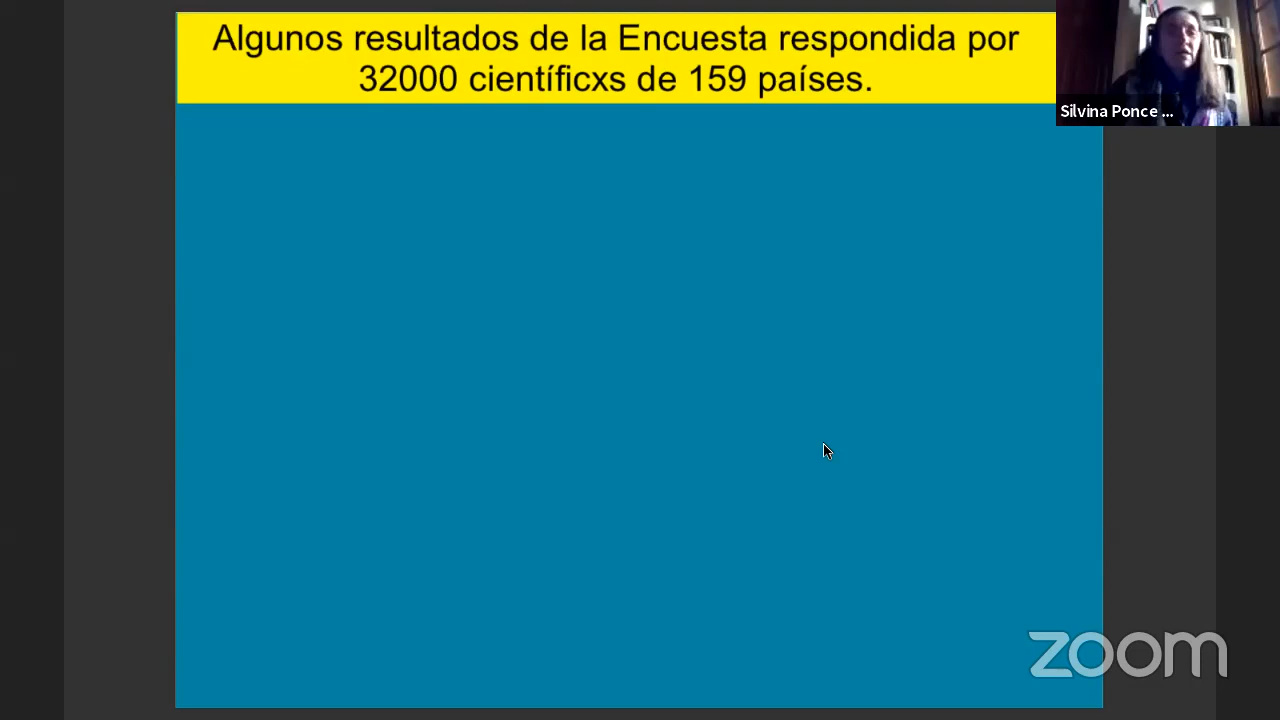 Algunos resultados de la Encuesta respondida por
32000 científicxs de 159 países.
Silvina Ponce ...
zoom